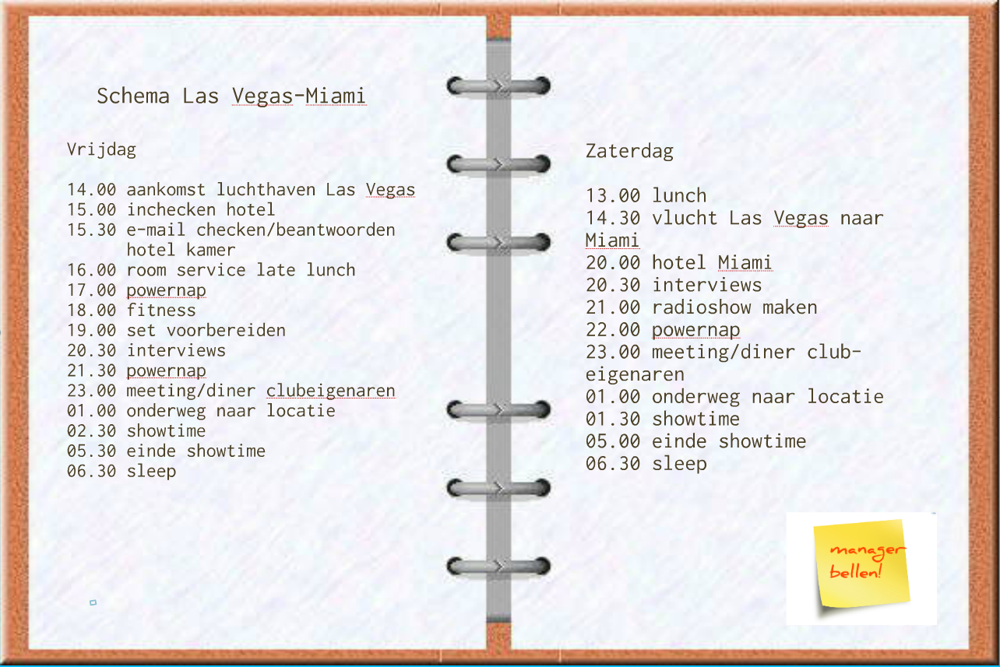 Schema Las Vegas-Miami
Vrijdag
14.00 aankomst luchthaven Las Vegas
15.00 inchecken hotel
15.30 e-mail checken/beantwoorden
hotel kamer
16.00 room service late lunch
17.00 powernap
18.00 fitness
19.00 set voorbereiden
20.30 interviews
21.30 powernap
23.00 meeting/diner clubeigenaren
01.00 onderweg naar locatie
02.30 showtime
05.30 einde showtime
06.30 sleep
Zaterdag
13.00 lunch
14.30 vlucht Las Vegas naar
Miami
20.00 hotel Miami
20.30 interviews
21.00 radioshow maken
22.00 powernap
23.00 meeting/diner club-
eigenaren
01.00 onderweg naar locatie
01.30 showtime
05.00 einde showtime
06.30 sleep
manager
bellen!